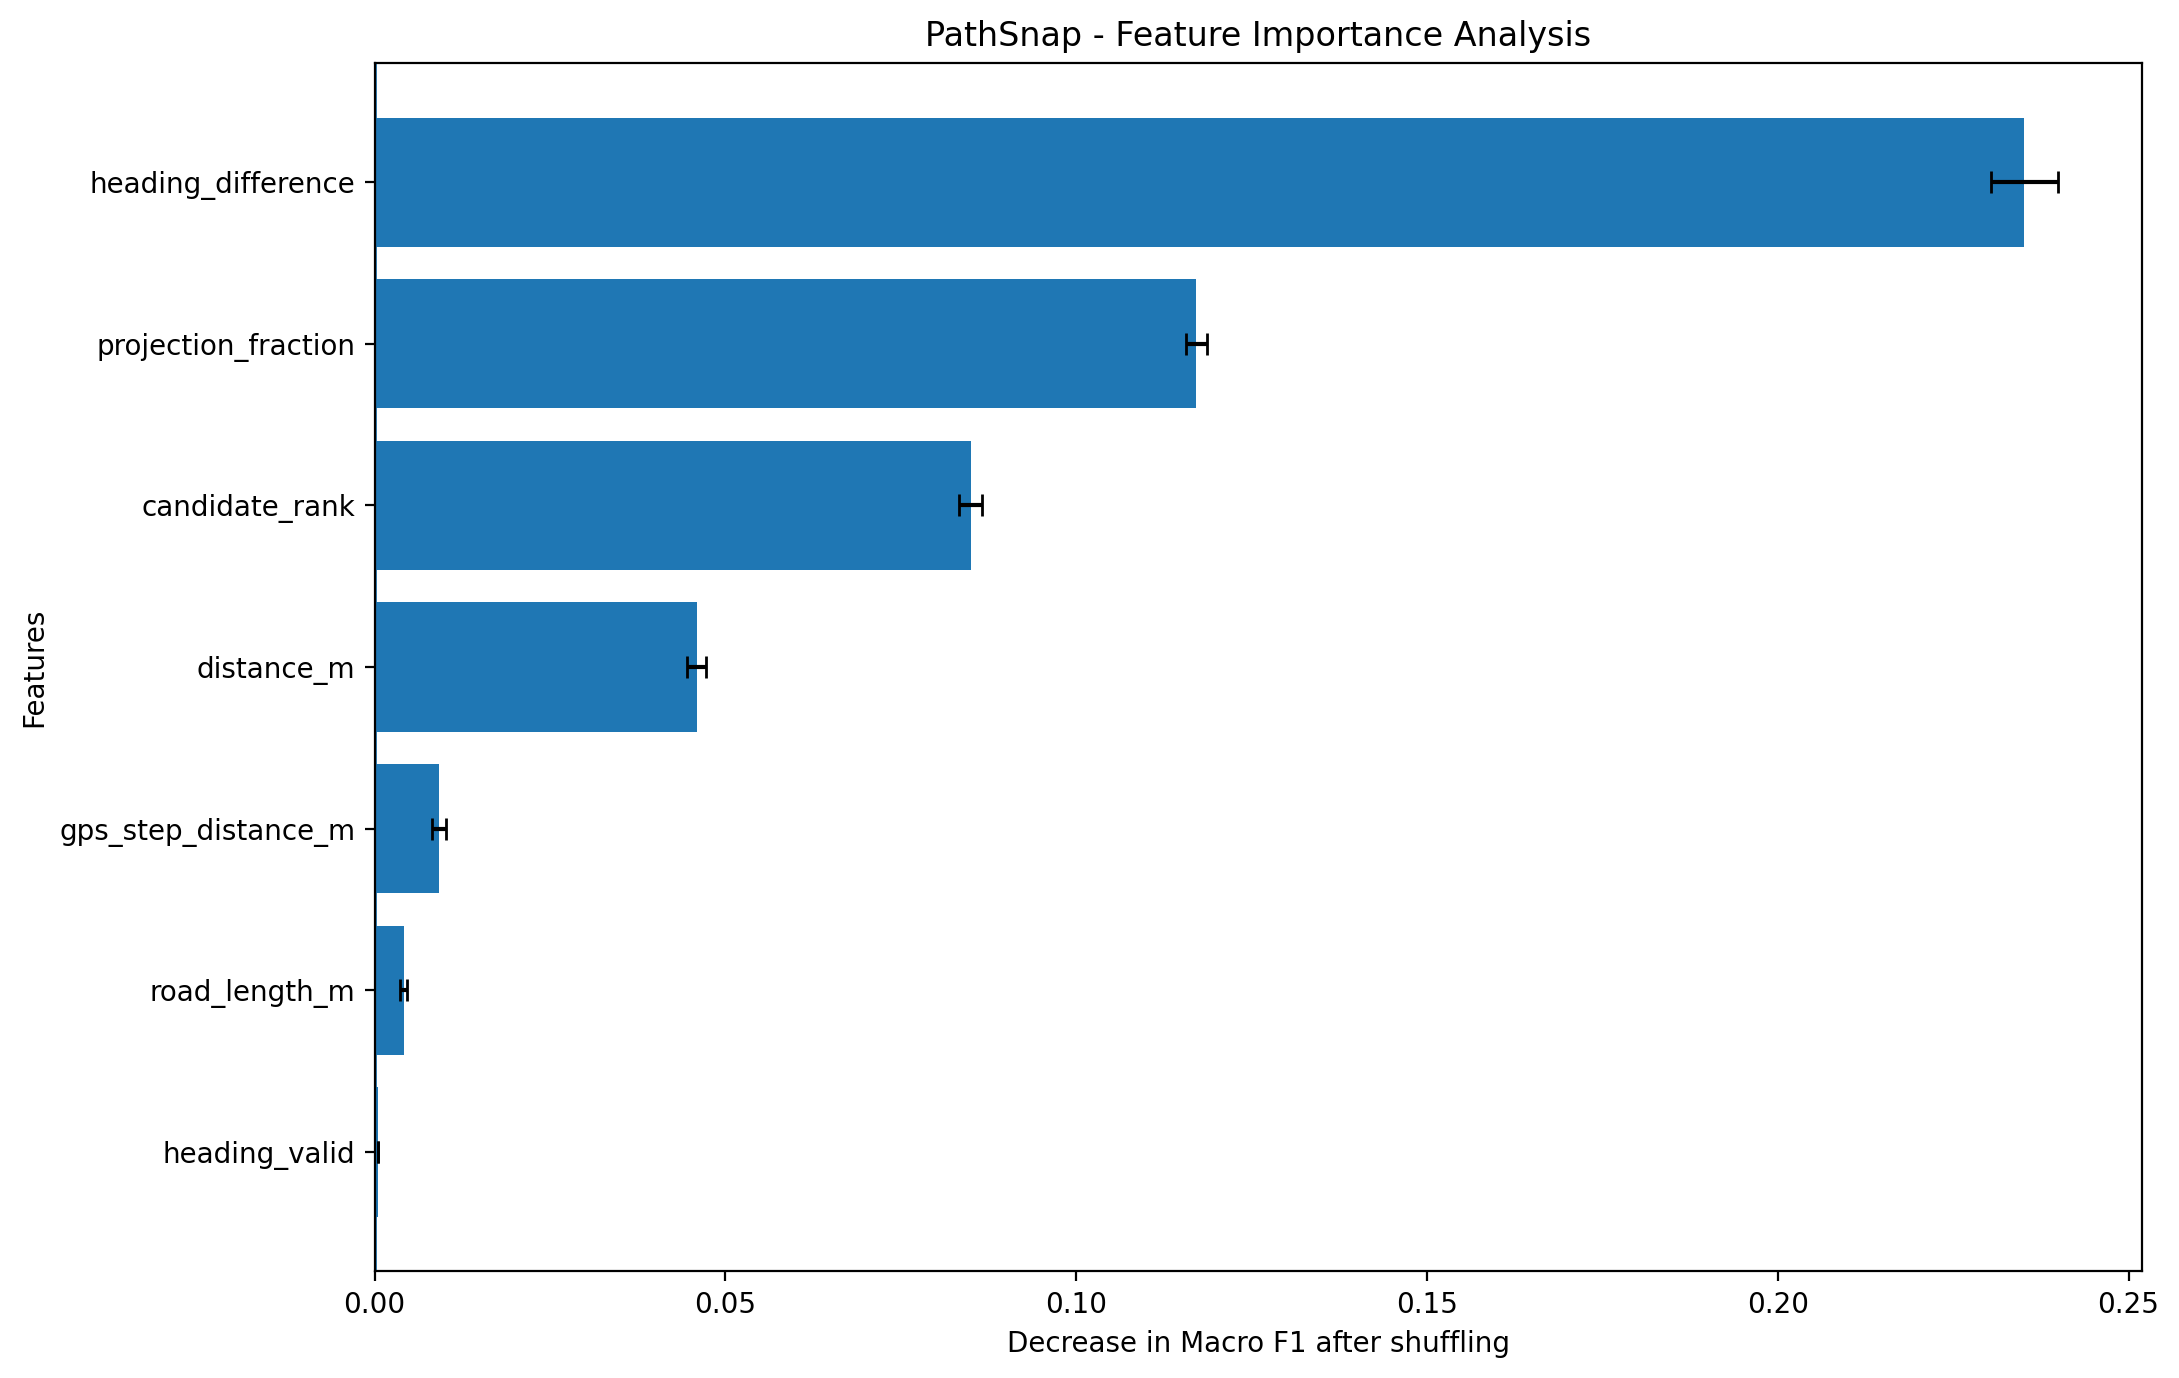 PathSnap - Feature Importance Analysis
heading_difference
projection_fraction
candidate_rank
distance_m
gps_step_distance_m
road_length_m
heading_valid
Features
0.00 0.05 0.10 0.15 0.20 0.25
Decrease in Macro F1 after shuffling